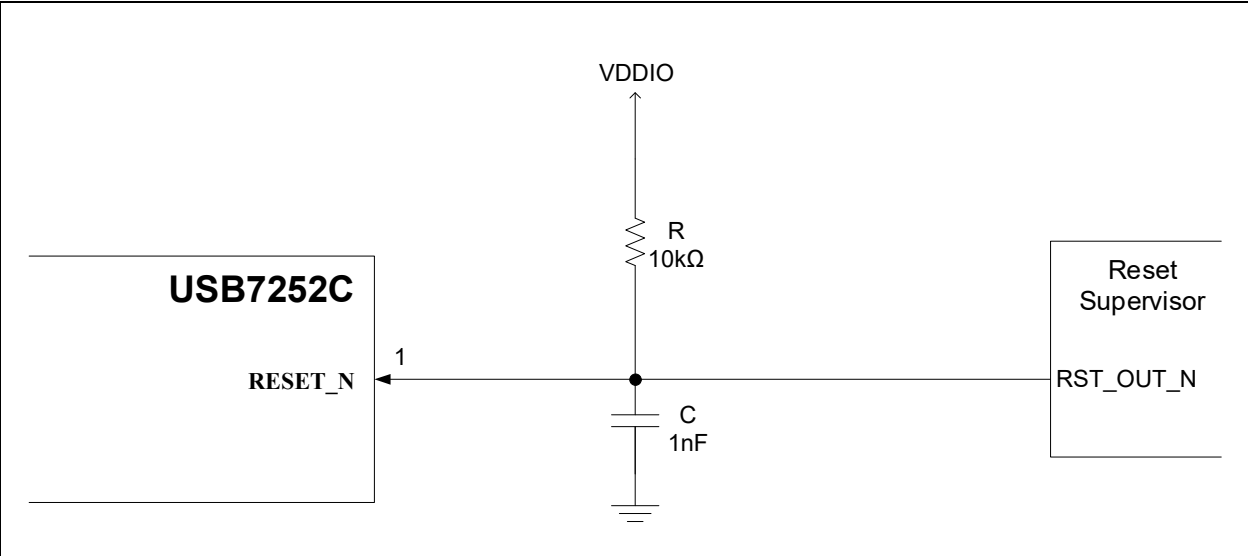 VDDIO
R
10kΩ
USB7252C
Reset
Supervisor
1
RESET_N
RST_OUT_N
C
1nF